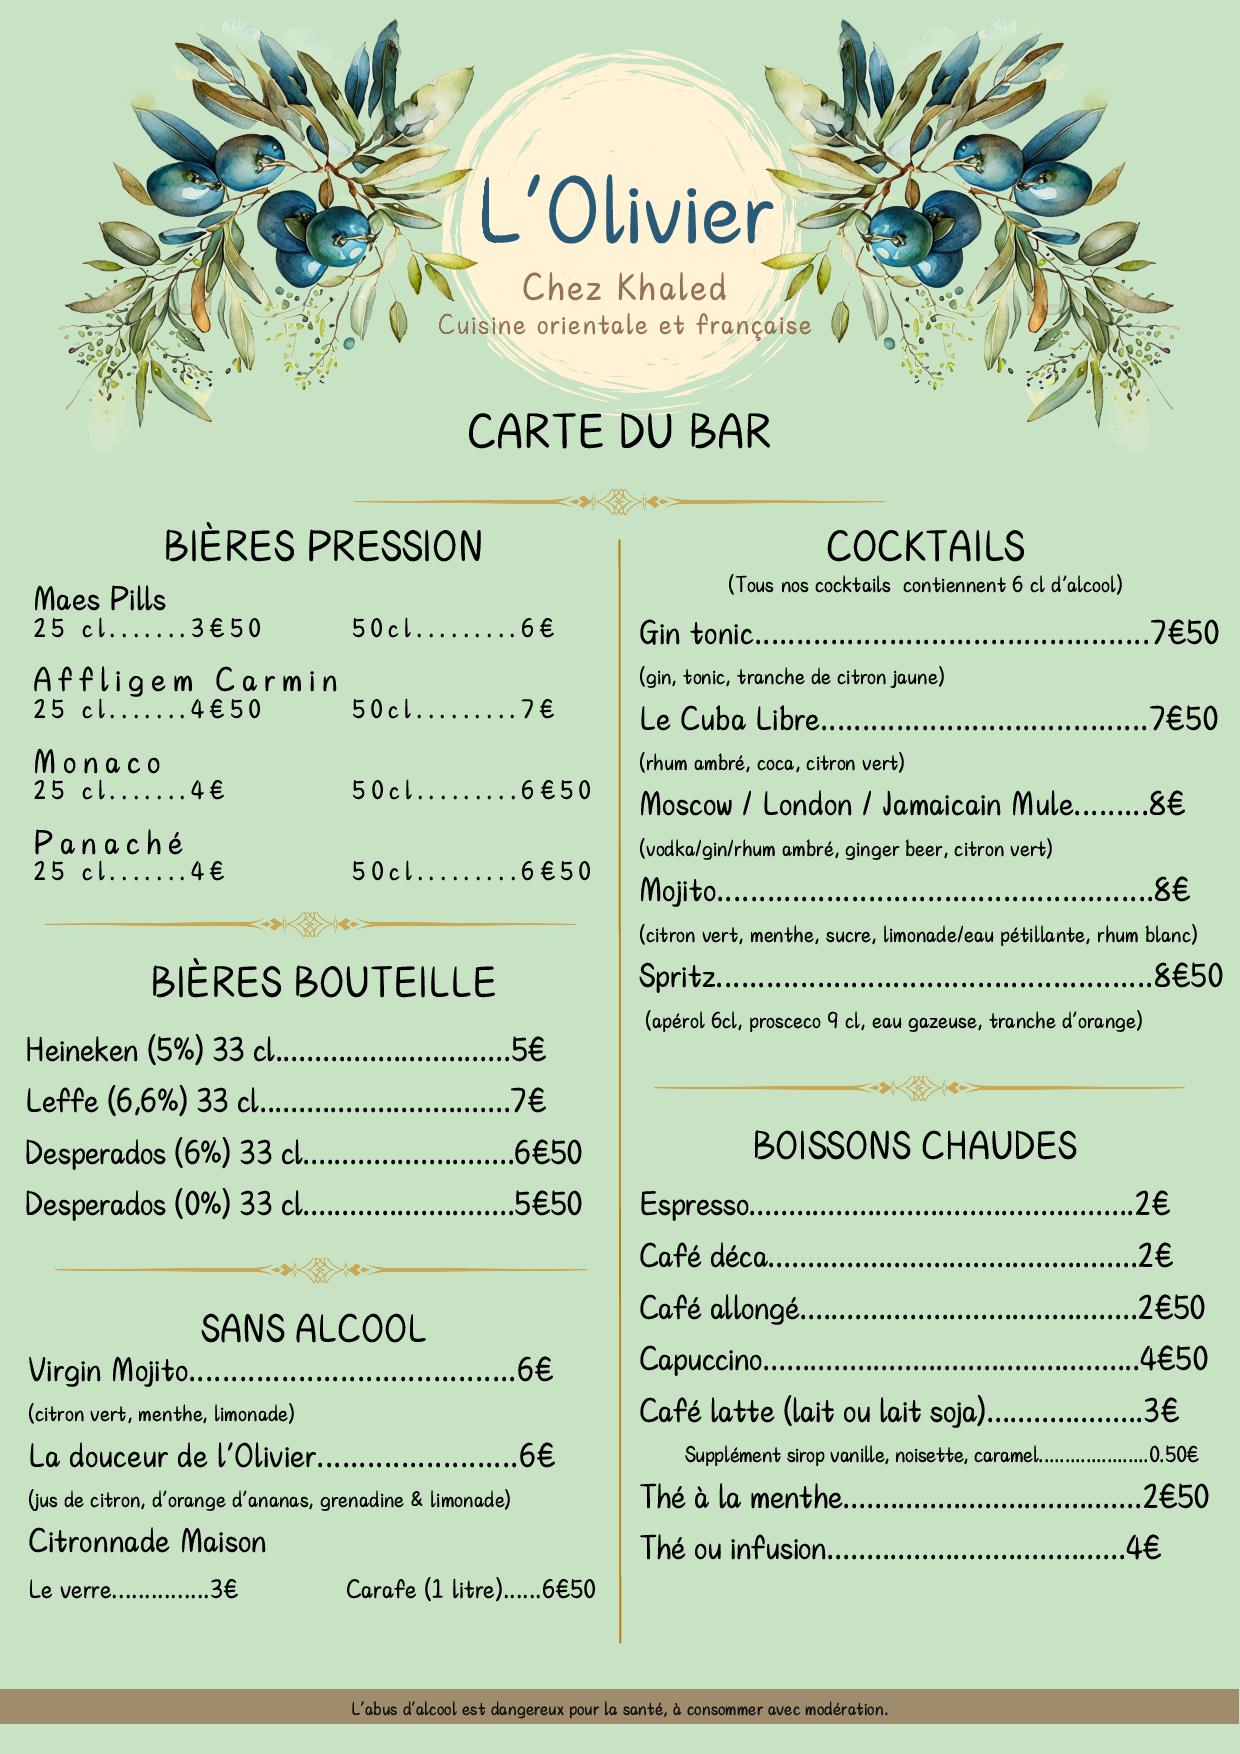 L'Olivier
Chez Khaled
Cuisine orientale et française
CARTE DU BAR
BIÈRES PRESSION
Maes Pills
25 cl.......3€50 50cl.........6€
Affligem Carmin
25 cl.......4€50 50cl.........7€
Monaco
25 cl.......4€ 50cl.........6€50
Panaché
25 cl.......4€ 50cl.........6€50
BIÈRES BOUTEILLE
Heineken (5%) 33 cl.............................5€
Leffe (6,6%) 33 cl...............................7€
Desperados (6%) 33 cl..........................6€50
Desperados (0%) 33 cl..........................5€50
SANS ALCOOL
Virgin Mojito.......................................6€
(citron vert, menthe, limonade)
La douceur de l'Olivier........................6€
(jus de citron, d'orange d'ananas, grenadine & limonade)
Citronnade Maison
Le verre...............3€ Carafe (1 litre)......6€50
COCKTAILS
(Tous nos cocktails contiennent 6 cl d'alcool)
Gin tonic...............................................7€50
(gin, tonic, tranche de citron jaune)
Le Cuba Libre.......................................7€50
(rhum ambré, coca, citron vert)
Moscow / London / Jamaicain Mule.........8€
(vodka/gin/rhum ambré, ginger beer, citron vert)
Mojito....................................................8€
(citron vert, menthe, sucre, limonade/eau pétillante, rhum blanc)
Spritz....................................................8€50
(apérol 6cl, prosceco 9 cl, eau gazeuse, tranche d'orange)
BOISSONS CHAUDES
Espresso...............................................2€
Café déca.............................................2€
Café allongé.........................................2€50
Capuccino.............................................4€50
Café latte (lait ou lait soja)...................3€
Supplément sirop vanille, noisette, caramel.....................0.50€
Thé à la menthe....................................2€50
Thé ou infusion....................................4€
L'abus d'alcool est dangereux pour la santé, à consommer avec modération.